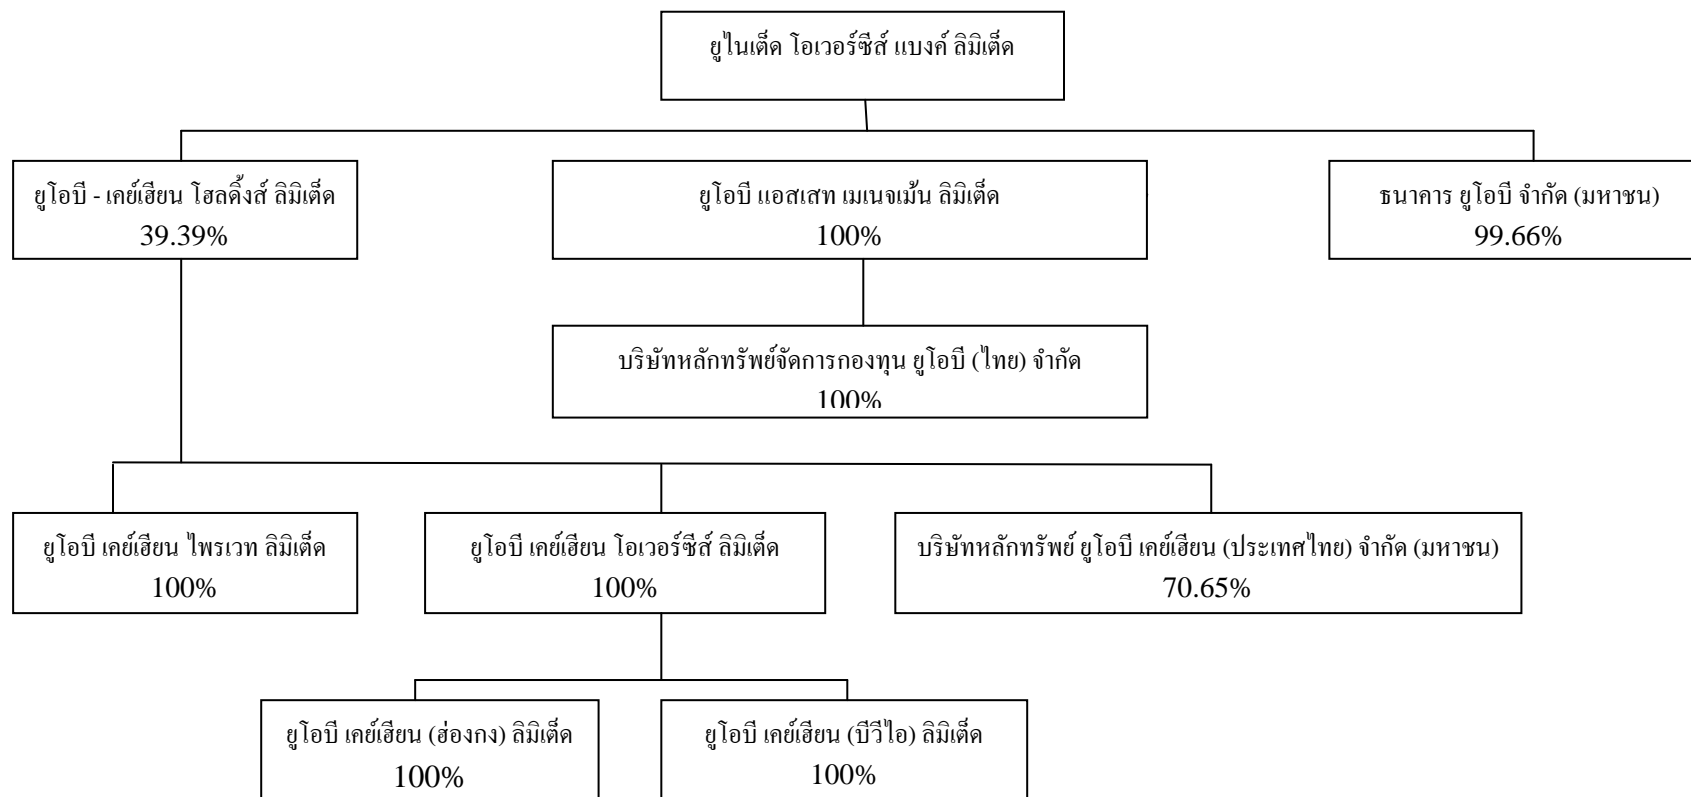 ยูไนเต็ด โอเวอร์ซีส์ แบงค์ ลิมิเต็ด
ยูโอบี - เคย์เฮียน โฮลดิ้งส์ ลิมิเต็ด
39.39%
ยูโอบี แอสเสท เมเนจเม้น ลิมิเต็ด
100%
ธนาคาร ยูโอบี จำกัด (มหาชน)
99.66%
บริษัทหลักทรัพย์จัดการกองทุน ยูโอบี (ไทย) จำกัด
100%
ยูโอบี เคย์เฮียน ไพรเวท ลิมิเต็ด
100%
ยูโอบี เคย์เฮียน โอเวอร์ซีส์ ลิมิเต็ด
100%
บริษัทหลักทรัพย์ ยูโอบี เคย์เฮียน (ประเทศไทย) จำกัด (มหาชน)
70.65%
ยูโอบี เคย์เฮียน (ฮ่องกง) ลิมิเต็ด
100%
ยูโอบี เคย์เฮียน (บีวีไอ) ลิมิเต็ด
100%